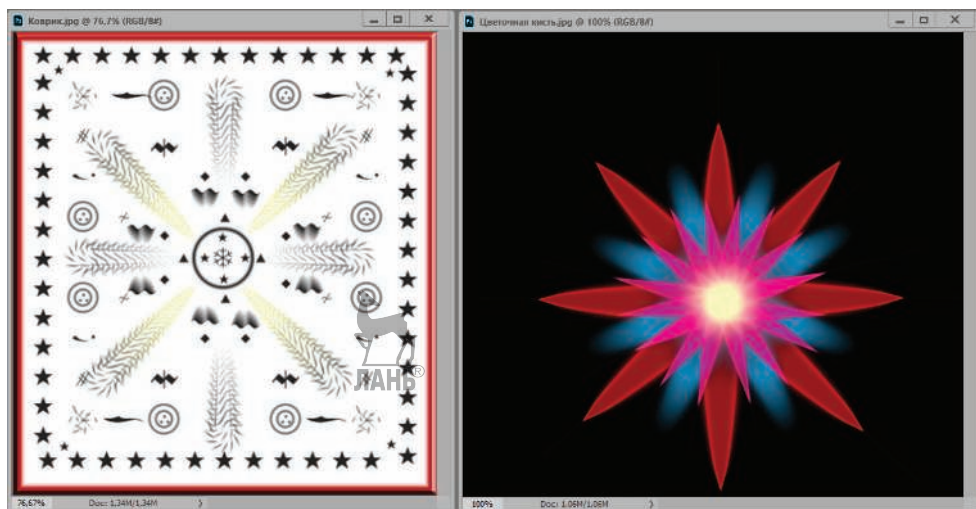 Коврик.jpg @ 76,7% (RGB/8#)
Цветочная кисть.jpg @ 100% (RGB/8#)
ЛАНЬ®
76,67% Doc: 1,34M/1,34M
100% Doc: 1,06M/1,06M